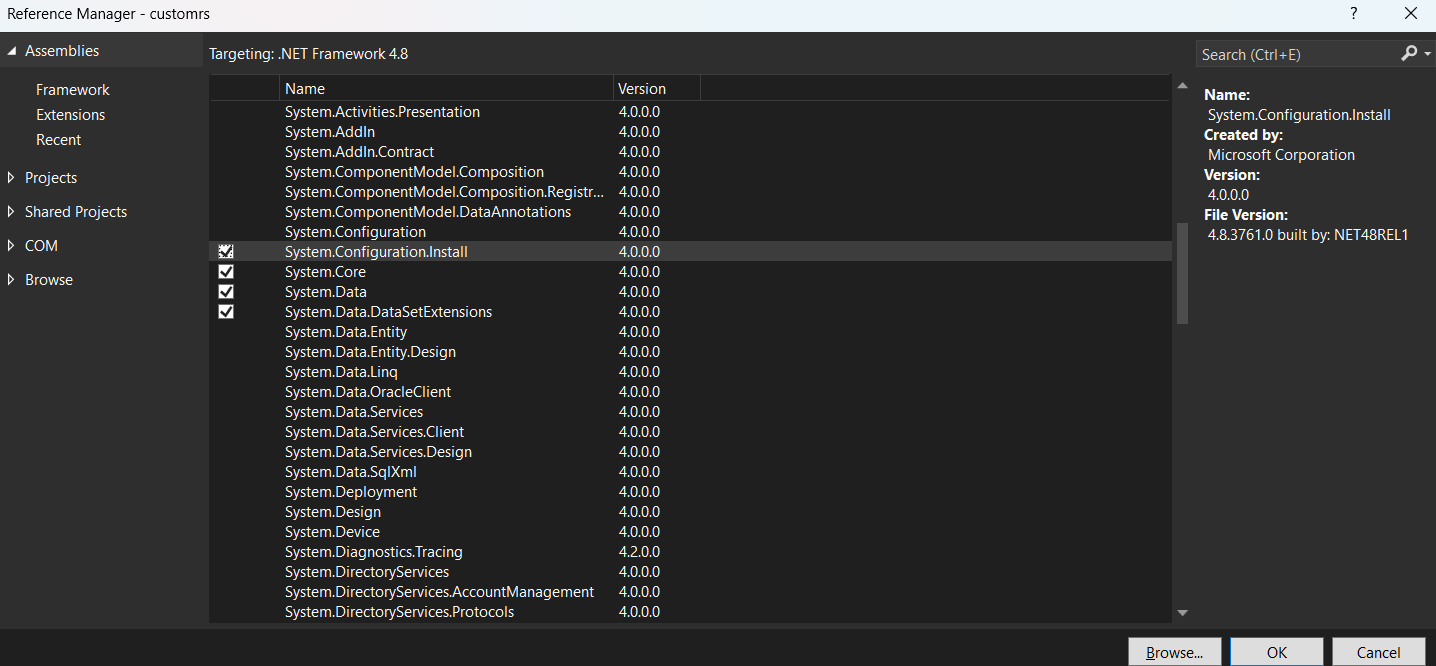 Reference Manager - customrs
?
Assemblies
Framework
Extensions
Recent
Projects
Shared Projects
COM
Browse
Targeting: .NET Framework 4.8
Search (Ctrl+E)
Name Version
System.Activities.Presentation 4.0.0.0
System.AddIn 4.0.0.0
System.AddIn.Contract 4.0.0.0
System.ComponentModel.Composition 4.0.0.0
System.ComponentModel.Composition.Registr... 4.0.0.0
System.ComponentModel.DataAnnotations 4.0.0.0
System.Configuration 4.0.0.0
System.Configuration.Install 4.0.0.0
System.Core 4.0.0.0
System.Data 4.0.0.0
System.Data.DataSetExtensions 4.0.0.0
System.Data.Entity 4.0.0.0
System.Data.Entity.Design 4.0.0.0
System.Data.Linq 4.0.0.0
System.Data.OracleClient 4.0.0.0
System.Data.Services 4.0.0.0
System.Data.Services.Client 4.0.0.0
System.Data.Services.Design 4.0.0.0
System.Data.SqlXml 4.0.0.0
System.Deployment 4.0.0.0
System.Design 4.0.0.0
System.Device 4.0.0.0
System.Diagnostics.Tracing 4.2.0.0
System.DirectoryServices 4.0.0.0
System.DirectoryServices.AccountManagement 4.0.0.0
System.DirectoryServices.Protocols 4.0.0.0
Name:
System.Configuration.Install
Created by:
Microsoft Corporation
Version:
4.0.0.0
File Version:
4.8.3761.0 built by: NET48REL1
Browse... OK Cancel